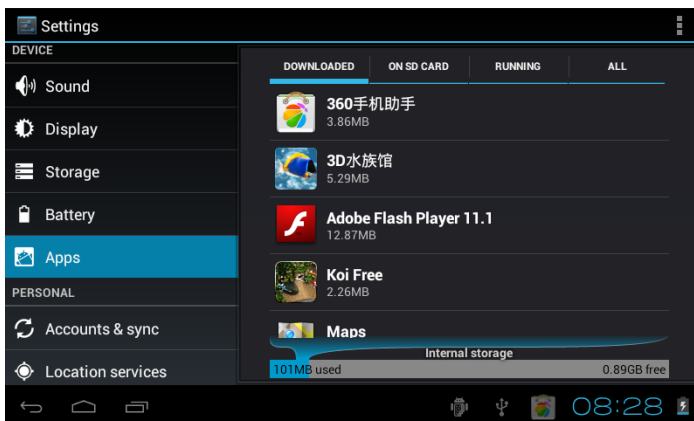 Settings
DEVICE
Sound
Display
Storage
Battery
Apps
PERSONAL
Accounts & sync
Location services
DOWNLOADED
ON SD CARD
RUNNING
ALL
360手机助手
3.86MB
3D水族馆
5.29MB
Adobe Flash Player 11.1
12.87MB
Koi Free
2.26MB
Maps
Internal storage
101MB used
0.89GB free
08:28